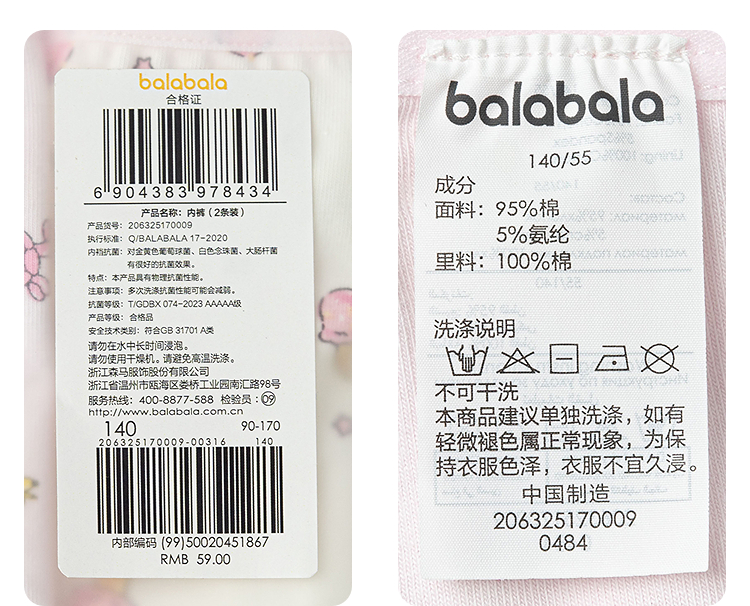 balabala
合格证
6 904383 978434
产品名称：内裤（2条装）
产品货号：206325170009
执行标准：Q/BALABALA 17-2020
内裆抗菌：对金黄色葡萄球菌、白色念珠菌、大肠杆菌
有很好的抗菌效果。
特点：本产品具有物理抗菌性能。
注意事项：多次洗涤抗菌性能可能会减弱。
抗菌等级：T/GDBX 074-2023 AAAAA级
产品等级：合格品
安全技术类别：符合GB 31701 A类
请勿在水中长时间浸泡。
请勿使用干燥机。请避免高温洗涤。
浙江森马服饰股份有限公司
浙江省温州市瓯海区娄桥工业园南汇路98号
服务热线：400-8877-588 检验员：09
http://www.balabala.com.cn
140 90-170
206325170009-00316 140
内部编码 (99)50020451867
RMB 59.00
balabala
140/55
成分
面料：95%棉
5%氨纶
里料：100%棉
洗涤说明
不可干洗
本商品建议单独洗涤，如有
轻微褪色属正常现象，为保
持衣服色泽，衣服不宜久浸。
中国制造
206325170009
0484